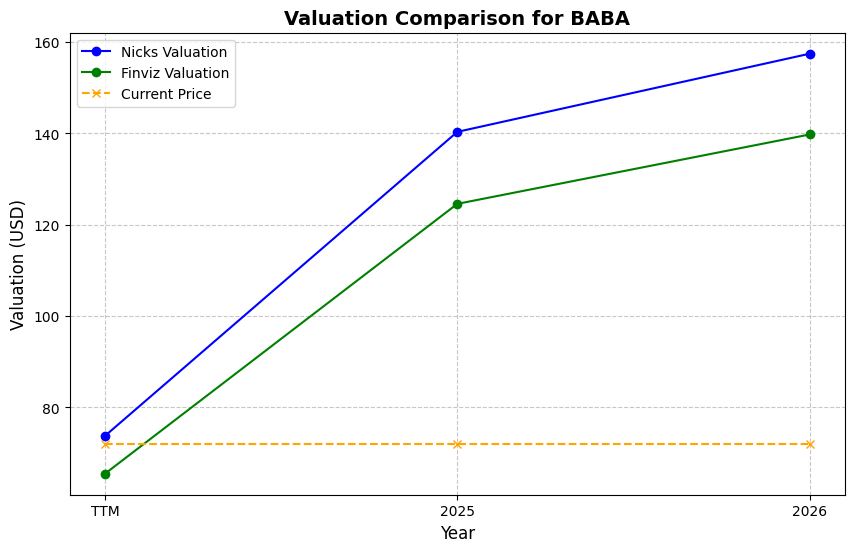 Valuation Comparison for BABA
Nicks Valuation
Finviz Valuation
Current Price
Valuation (USD)
160
140
120
100
80
TTM
2025
2026
Year